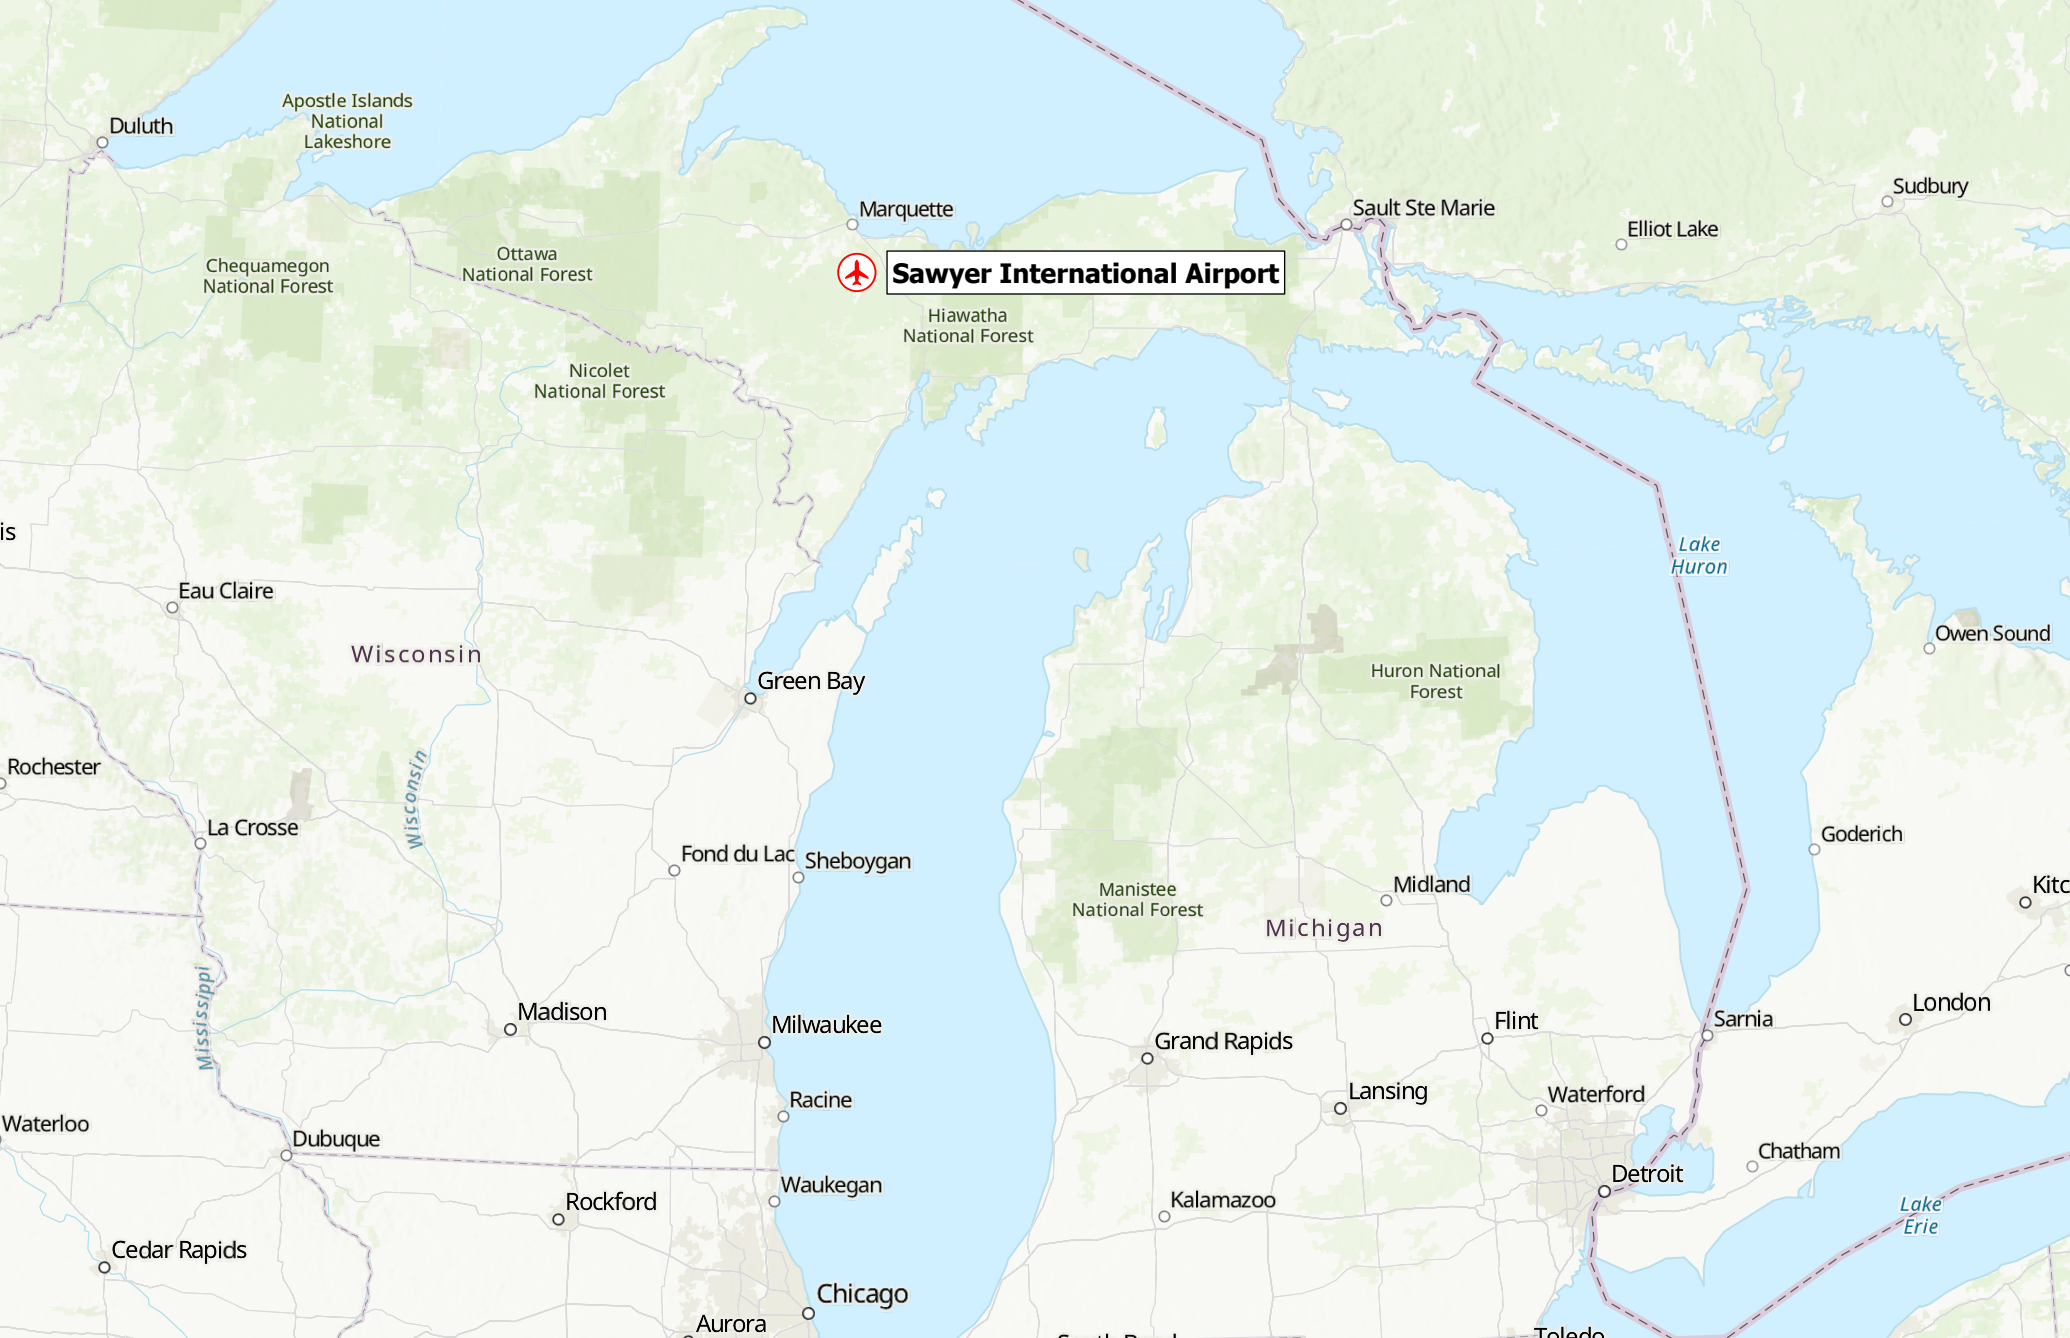 Apostle Islands
National
Lakeshore
Duluth
Marquette
Sault Ste Marie
Sudbury
Elliot Lake
Ottawa
National Forest
Chequamegon
National Forest
Sawyer International Airport
Hiawatha
National Forest
Nicolet
National Forest
is
Lake
Huron
Eau Claire
Wisconsin
Owen Sound
Green Bay
Huron National
Forest
Rochester
Wisconsin
La Crosse
Fond du Lac
Sheboygan
Goderich
Midland
Kitc
Manistee
National Forest
Michigan
Mississippi
Madison
Milwaukee
Grand Rapids
Flint
Sarnia
London
Racine
Lansing
Waterford
Waterloo
Dubuque
Chatham
Detroit
Waukegan
Rockford
Kalamazoo
Lake
Erie
Cedar Rapids
Chicago
Aurora
Toledo